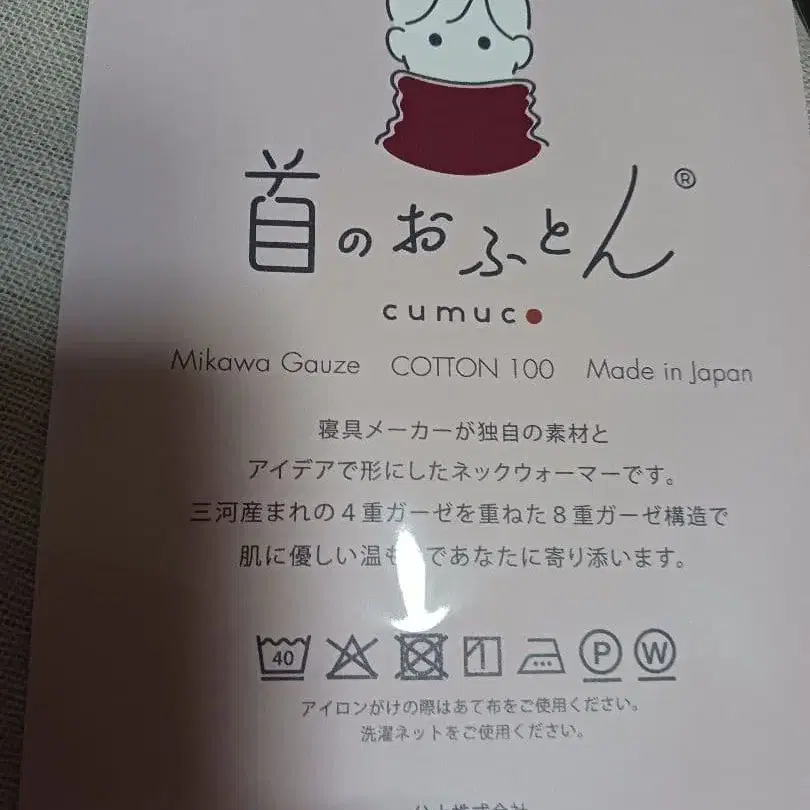 首のおふとん®
cumuco
Mikawa Gauze COTTON 100 Made in Japan
寝具メーカーが独自の素材と
アイデアで形にしたネックウォーマーです。
三河産まれの4重ガーゼを重ねた8重ガーゼ構造で
肌に優しい温も であなたに寄り添います。
40 P W
アイロンがけの際はあて布をご使用ください。
洗濯ネットをご使用ください。